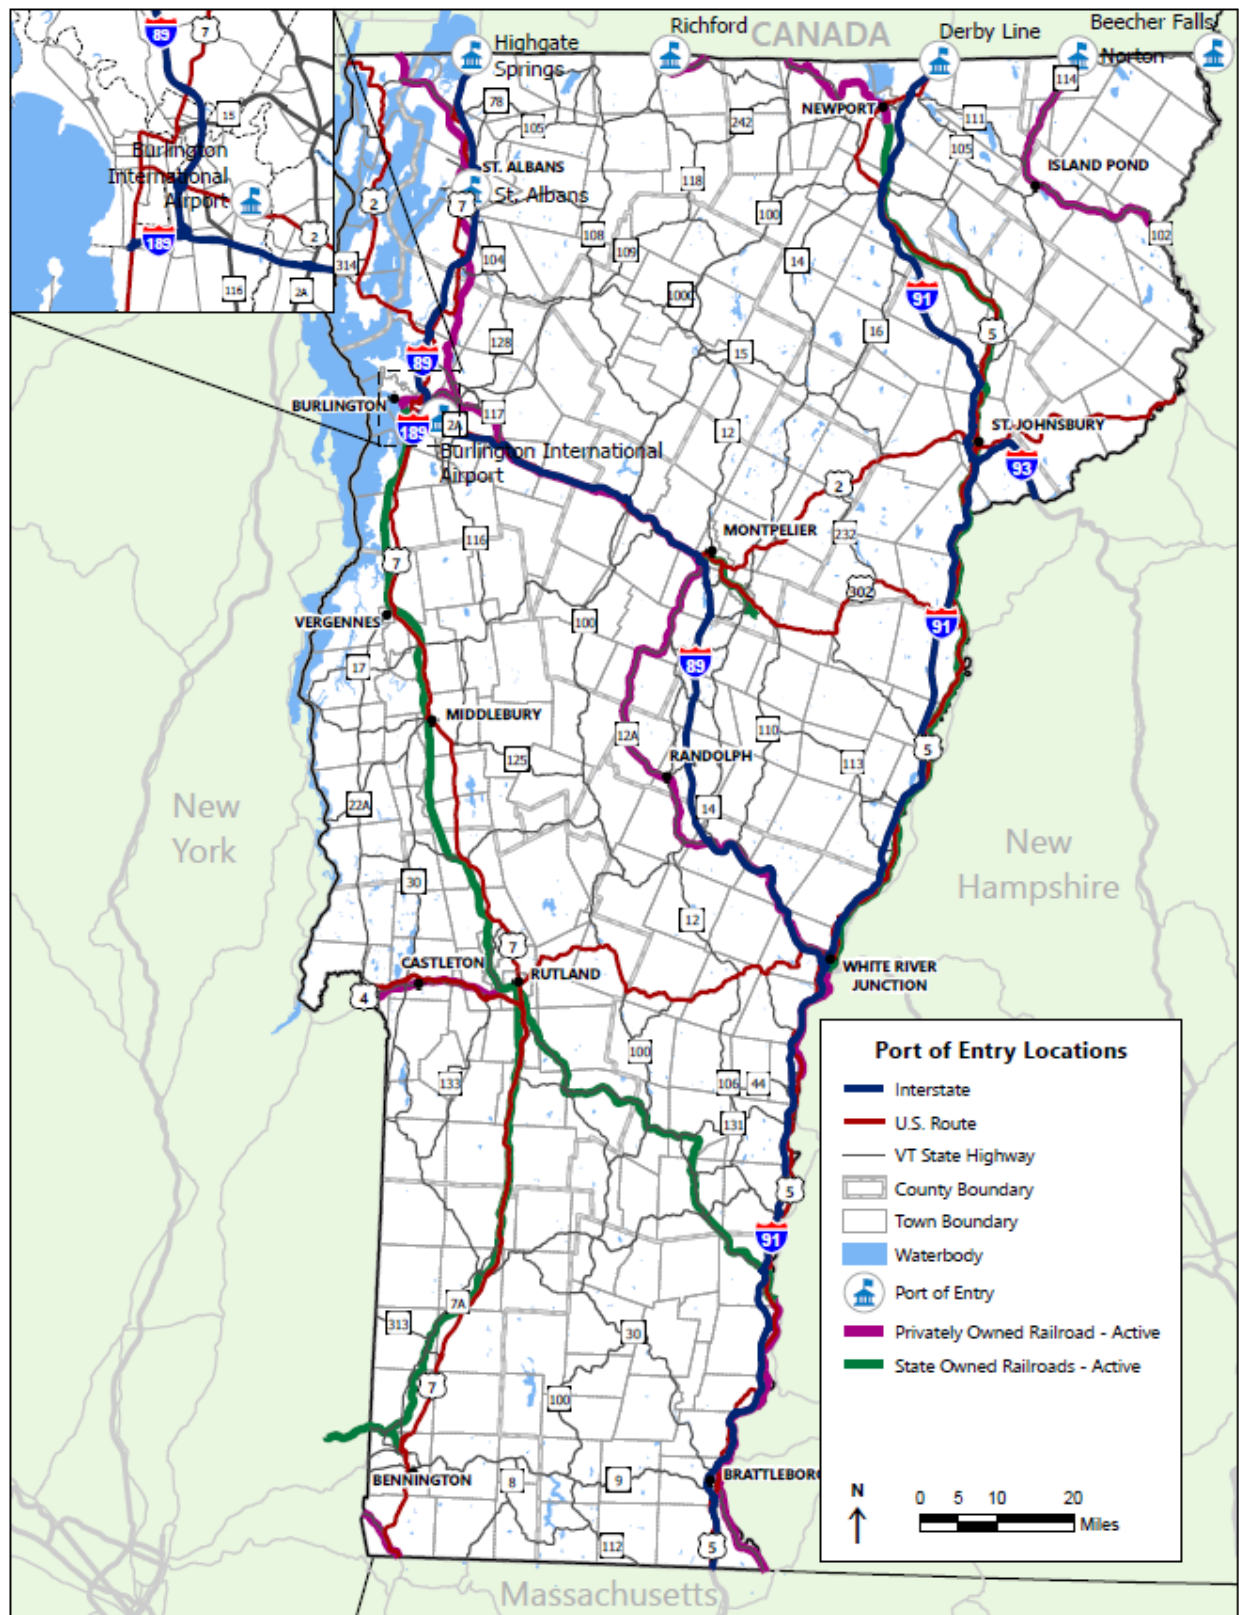 Richford
CANADA
Derby Line
Beecher Falls
Highgate
Springs
Norton
89
7
15
Burlington
International
Airport
189
2
116
2A
314
78
105
242
NEWPORT
111
105
114
ISLAND POND
102
ST. ALBANS
St. Albans
7
2
118
100
108
109
14
104
100C
91
16
5
128
15
89
BURLINGTON
189
2A
117
12
ST. JOHNSBURY
93
Burlington International
Airport
2
MONTPELIER
232
116
7
302
VERGENNES
100
91
17
89
MIDDLEBURY
12A
110
5
125
RANDOLPH
113
22A
14
New
York
New
Hampshire
30
12
7
CASTLETON
RUTLAND
WHITE RIVER
JUNCTION
4
100
133
106
44
131
5
91
7A
313
30
7
100
BENNINGTON
8
9
BRATTLEBORO
112
5
Massachusetts
Port of Entry Locations
Interstate
U.S. Route
VT State Highway
County Boundary
Town Boundary
Waterbody
Port of Entry
Privately Owned Railroad - Active
State Owned Railroads - Active
N
0 5 10 20
Miles